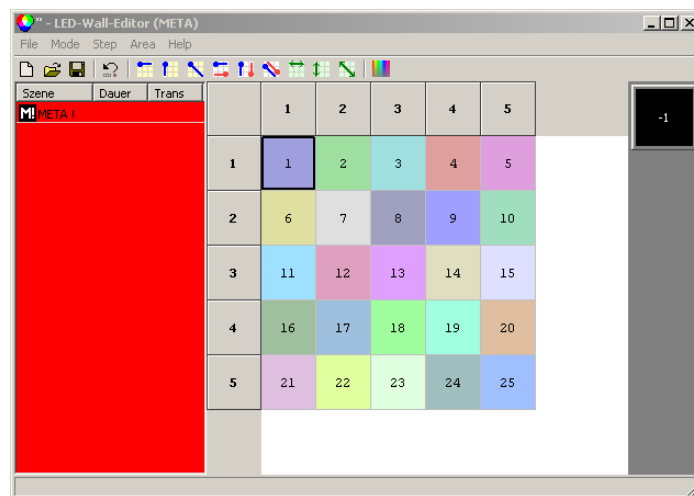 " - LED-Wall-Editor (META)
File Mode Step Area Help
Szene Dauer Trans
M! META !
1 2 3 4 5
-1
1 1 2 3 4 5
2 6 7 8 9 10
3 11 12 13 14 15
4 16 17 18 19 20
5 21 22 23 24 25